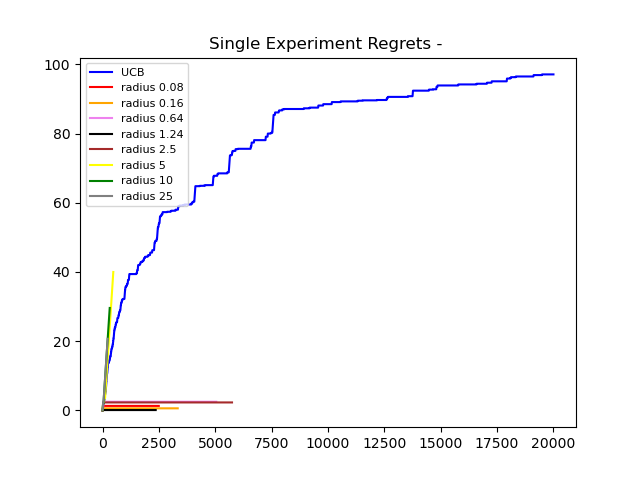 Single Experiment Regrets -
100
80
60
40
20
0
UCB
radius 0.08
radius 0.16
radius 0.64
radius 1.24
radius 2.5
radius 5
radius 10
radius 25
0 2500 5000 7500 10000 12500 15000 17500 20000